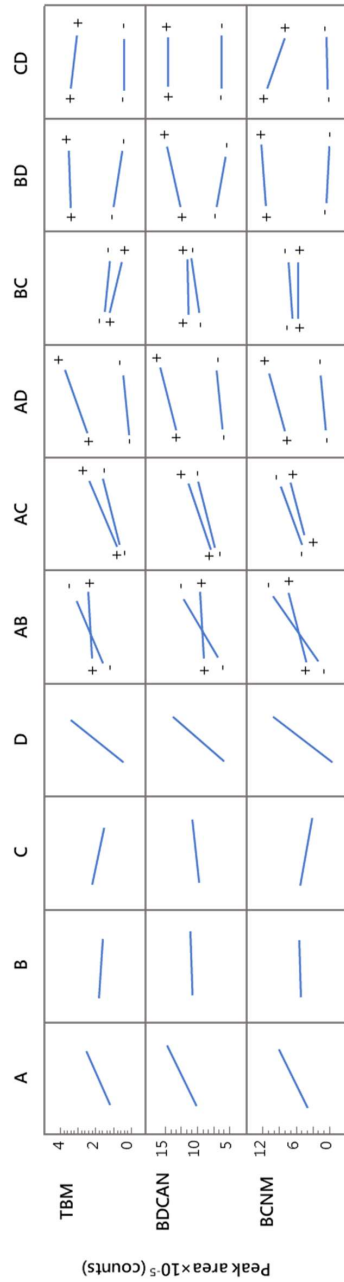 A B C D AB AC AD BC BD CD
Peak area×10⁻⁵ (counts)
TBM
4
2
0
+ - + + + + - - + + + +
- + - - - - + + - - - -
BDCAN
15
10
5
+ - + + + + + + + + + +
- + - - - - - - - - - -
BCNM
12
6
0
+ - - - + + - - + + + +
- + + + - - + + - - - -